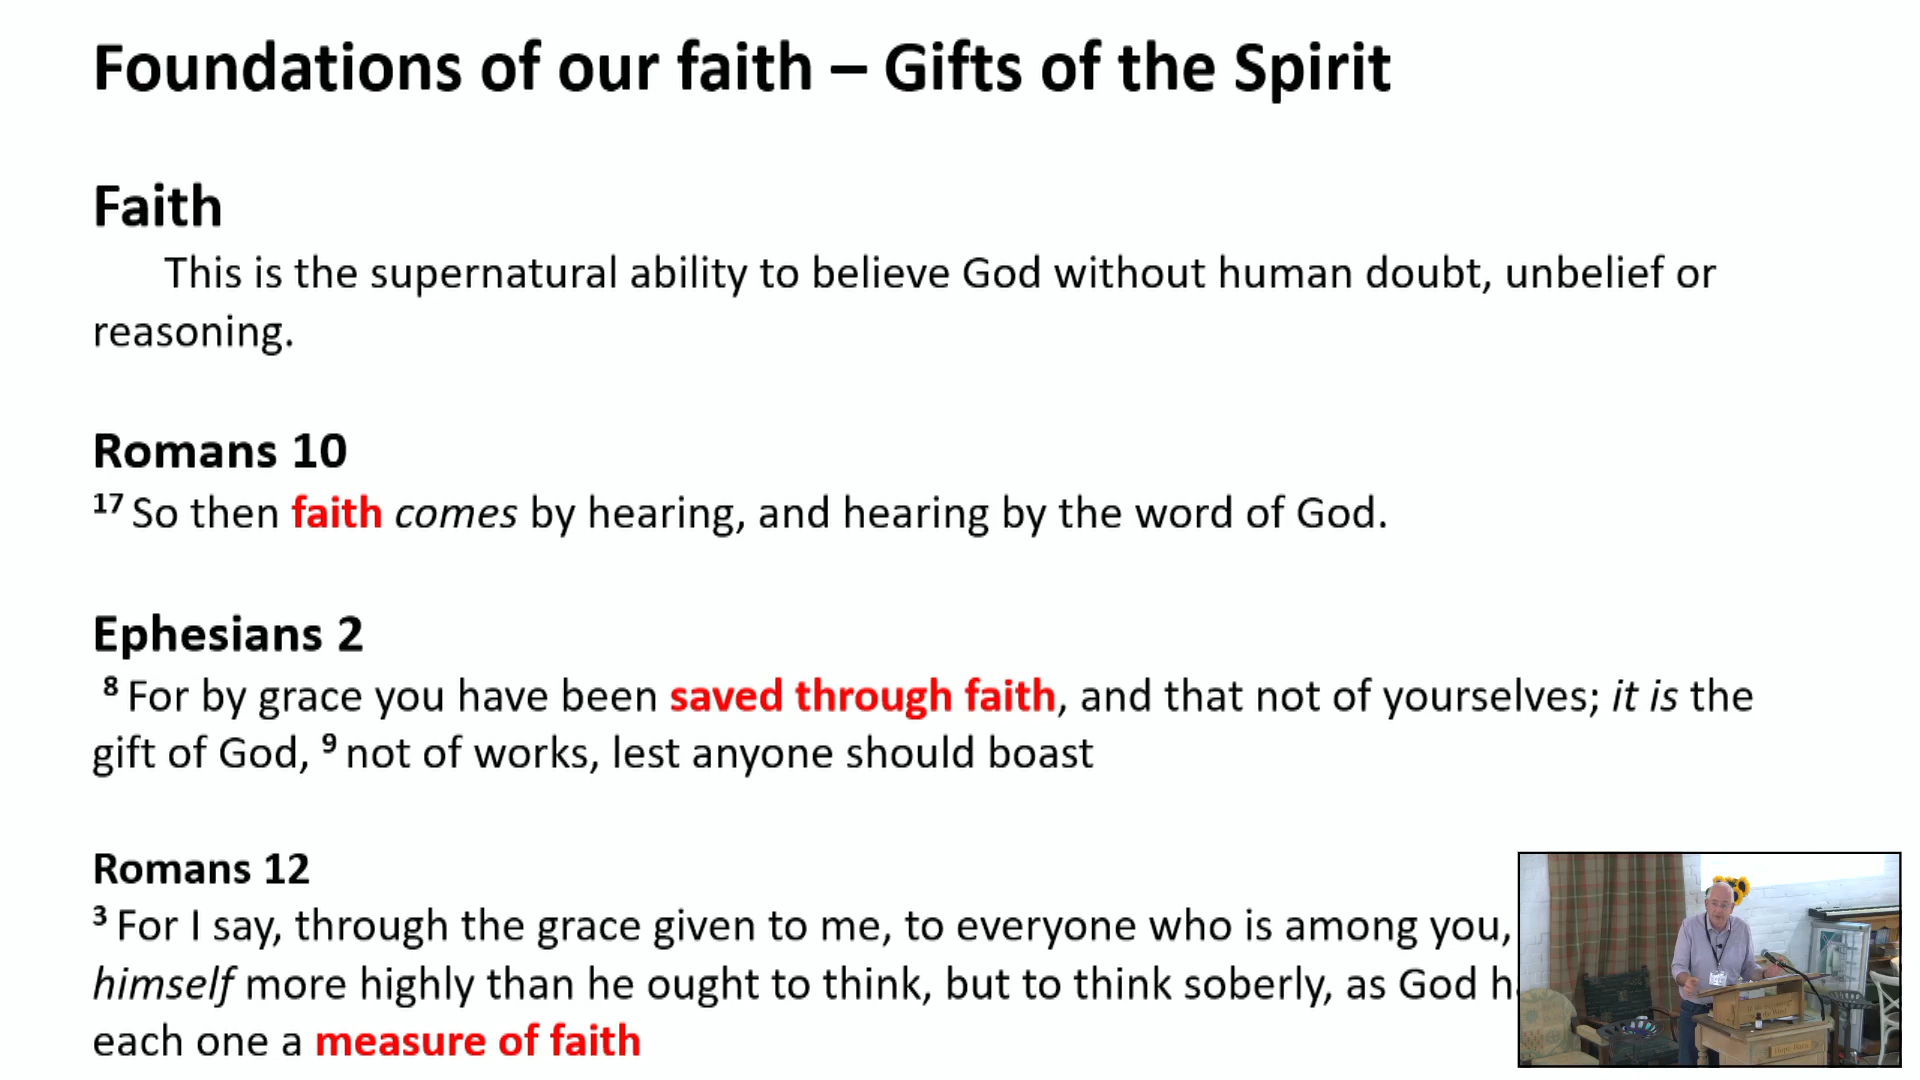 Foundations of our faith – Gifts of the Spirit
Faith
This is the supernatural ability to believe God without human doubt, unbelief or
reasoning.
Romans 10
17 So then faith comes by hearing, and hearing by the word of God.
Ephesians 2
8 For by grace you have been saved through faith, and that not of yourselves; it is the
gift of God, 9 not of works, lest anyone should boast
Romans 12
3 For I say, through the grace given to me, to everyone who is among you,
himself more highly than he ought to think, but to think soberly, as God h
each one a measure of faith
Hope Barn